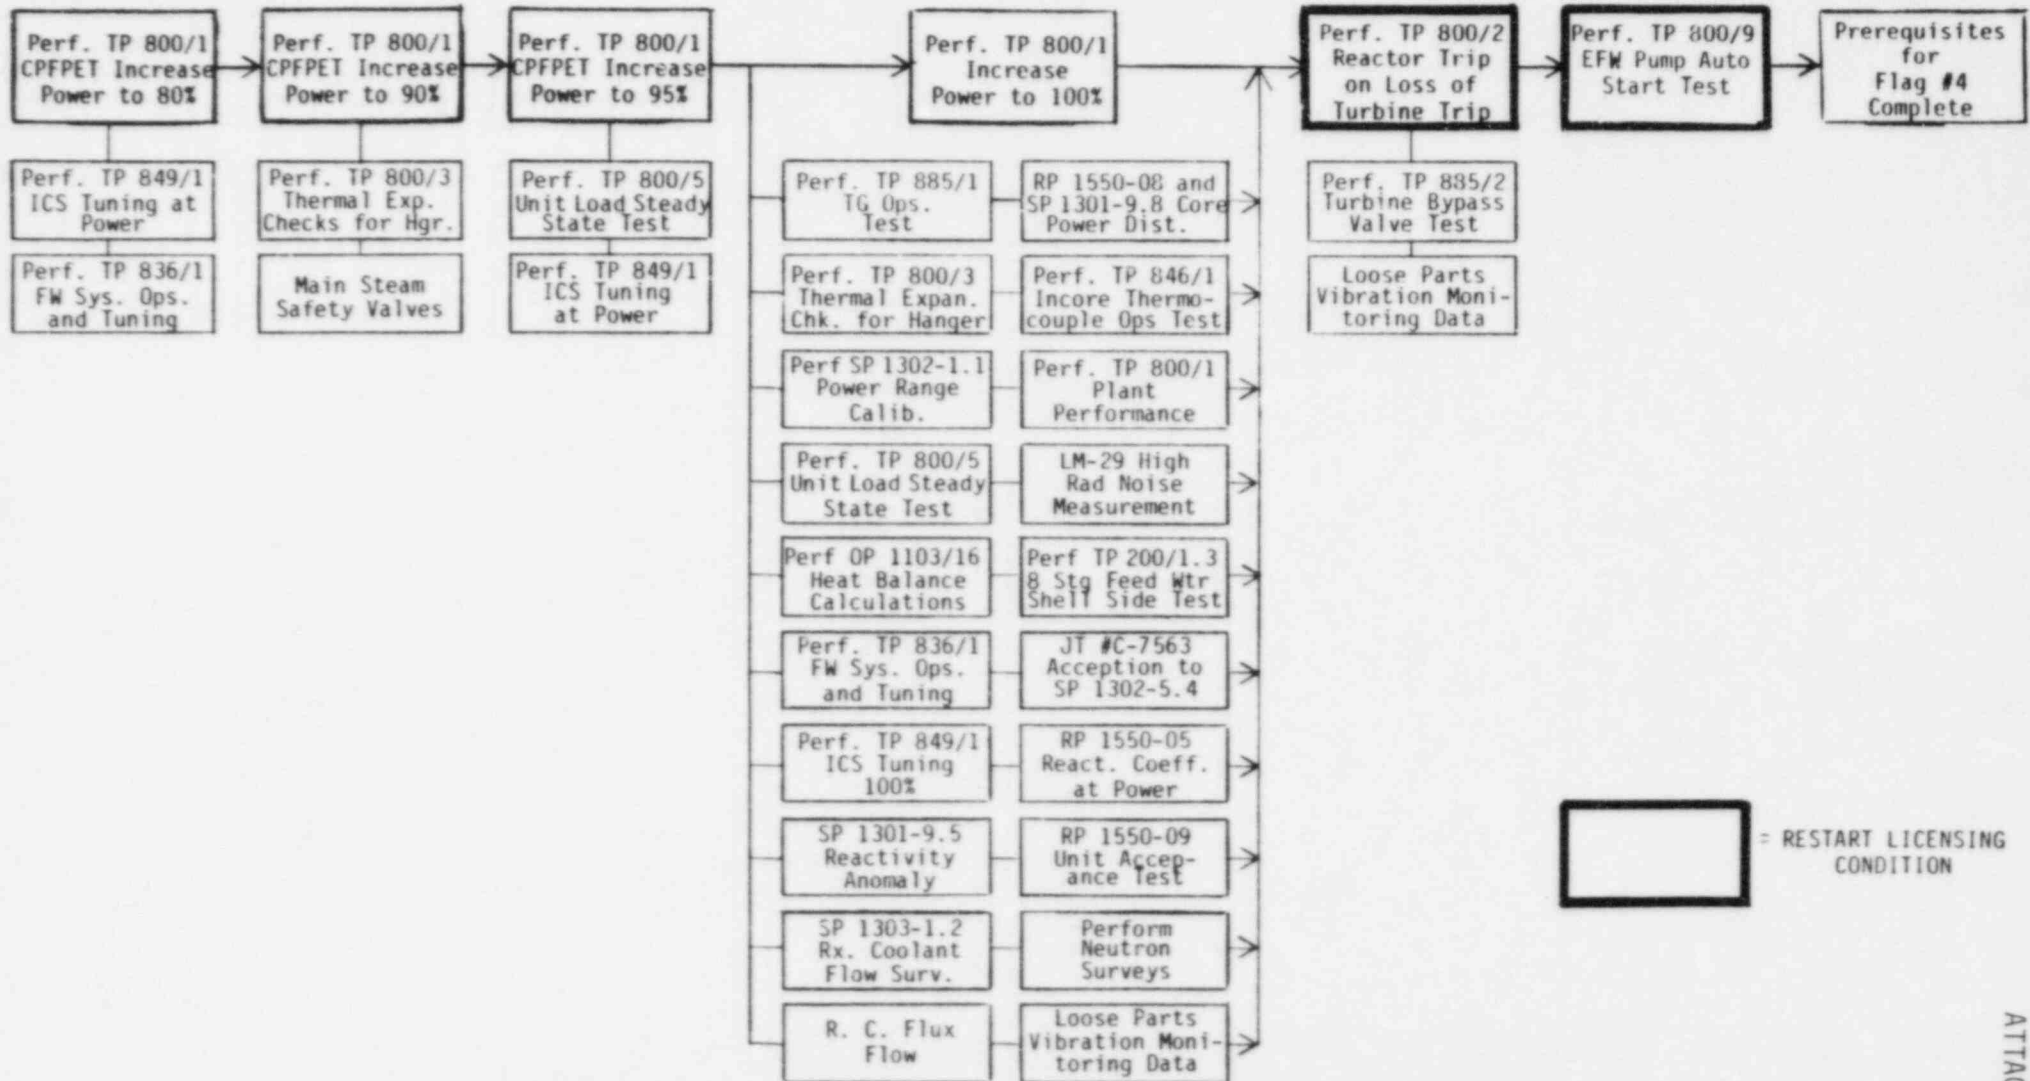 Perf. TP 800/1
CPFPET Increase
Power to 80%
Perf. TP 849/1
ICS Tuning at
Power
Perf. TP 836/1
FW Sys. Ops.
and Tuning
Perf. TP 800/1
CPFPET Increase
Power to 90%
Perf. TP 800/3
Thermal Exp.
Checks for Hgr.
Main Steam
Safety Valves
Perf. TP 800/1
CPFPET Increase
Power to 95%
Perf. TP 800/5
Unit Load Steady
State Test
Perf. TP 849/1
ICS Tuning
at Power
Perf. TP 800/1
Increase
Power to 100%
Perf. TP 885/1
TG Ops.
Test
RP 1550-08 and
SP 1301-9.8 Core
Power Dist.
Perf. TP 800/3
Thermal Expan.
Chk. for Hanger
Perf. TP 846/1
Incore Thermo-
couple Ops Test
Perf SP 1302-1.1
Power Range
Calib.
Perf. TP 800/1
Plant
Performance
Perf. TP 800/5
Unit Load Steady
State Test
LM-29 High
Rad Noise
Measurement
Perf OP 1103/16
Heat Balance
Calculations
Perf TP 200/1.3
8 Stg Feed Wtr
Shell Side Test
Perf. TP 836/1
FW Sys. Ops.
and Tuning
JT #C-7563
Acception to
SP 1302-5.4
Perf. TP 849/1
ICS Tuning
100%
RP 1550-05
React. Coeff.
at Power
SP 1301-9.5
Reactivity
Anomaly
RP 1550-09
Unit Accep-
ance Test
SP 1303-1.2
Rx. Coolant
Flow Surv.
Perform
Neutron
Surveys
R. C. Flux
Flow
Loose Parts
Vibration Moni-
toring Data
Perf. TP 800/2
Reactor Trip
on Loss of
Turbine Trip
Perf. TP 885/2
Turbine Bypass
Valve Test
Loose Parts
Vibration Moni-
toring Data
Perf. TP 800/9
EFW Pump Auto
Start Test
Prerequisites
for
Flag #4
Complete
= RESTART LICENSING
CONDITION